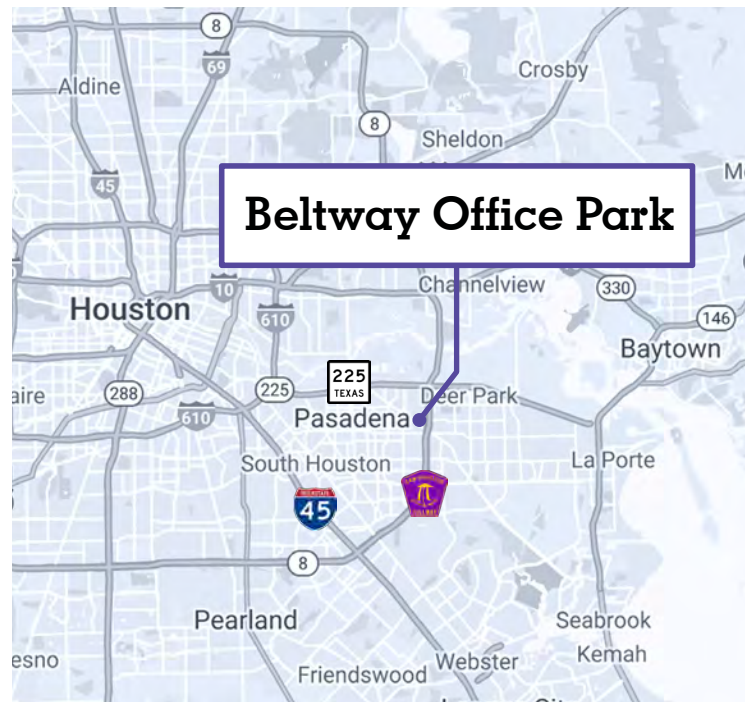 8
69
Aldine
Crosby
8
Sheldon
45
M
Beltway Office Park
10
Channelview
330
Houston
610
146
Baytown
225
TEXAS
aire
288
225
Deer Park
610
Pasadena
South Houston
La Porte
INTERSTATE
45
8
Pearland
Seabrook
esno
Webster
Kemah
Friendswood